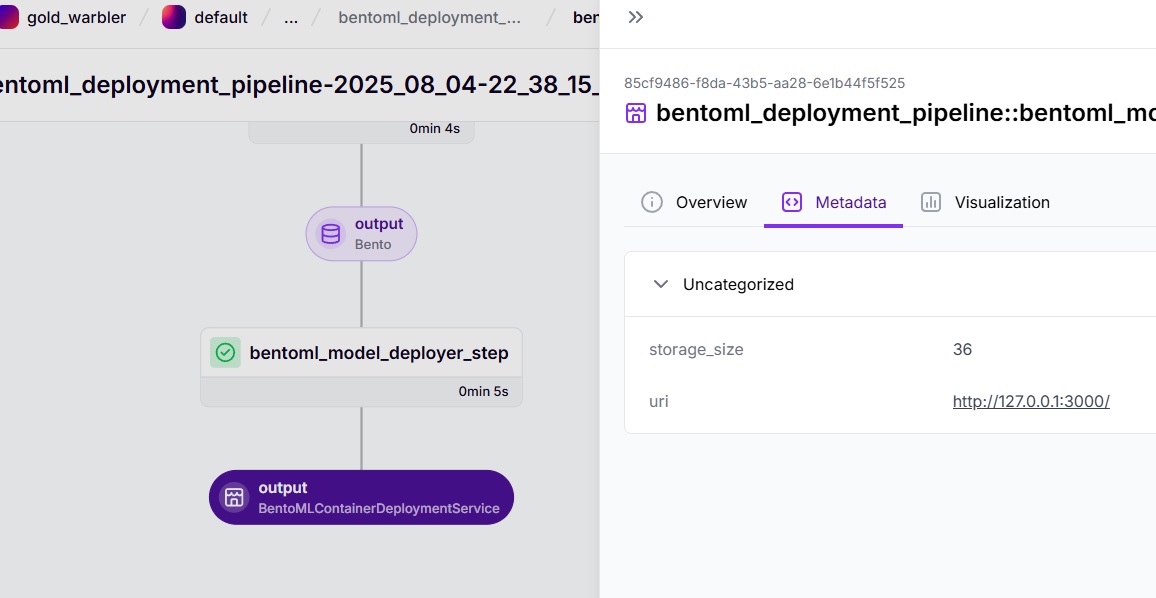 gold_warbler / default / ... / bentoml_deployment_... / ben
entoml_deployment_pipeline-2025_08_04-22_38_15_
0min 4s
output
Bento
bentoml_model_deployer_step
0min 5s
output
BentoMLContainerDeploymentService
85cf9486-f8da-43b5-aa28-6e1b44f5f525
bentoml_deployment_pipeline::bentoml_mo
Overview Metadata Visualization
Uncategorized
storage_size 36
uri http://127.0.0.1:3000/